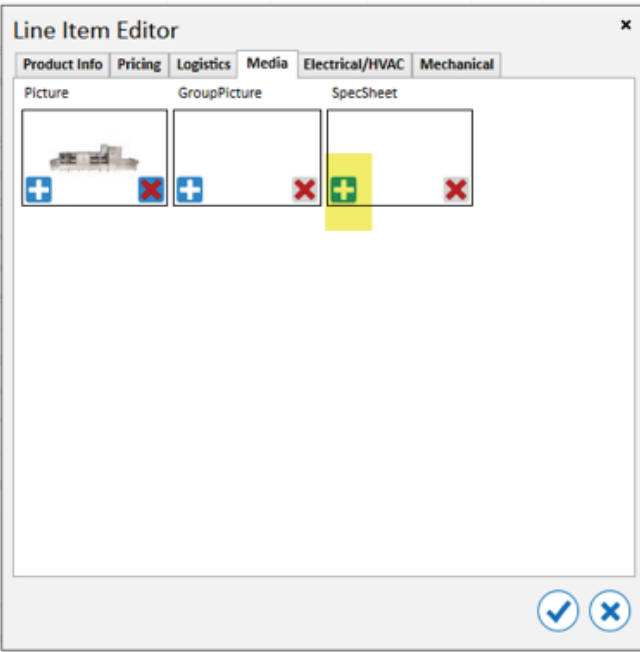 Line Item Editor
Product Info Pricing Logistics Media Electrical/HVAC Mechanical
Picture GroupPicture SpecSheet